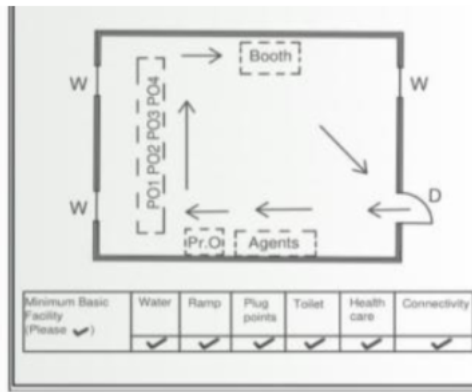 Booth
W
W
PO1 PO2 PO3 PO4
D
W
Pr.O
Agents
Minimum Basic
Facility
(Please ✔)
Water
Ramp
Plug
points
Toilet
Health
care
Connectivity
✔ ✔ ✔ ✔ ✔ ✔